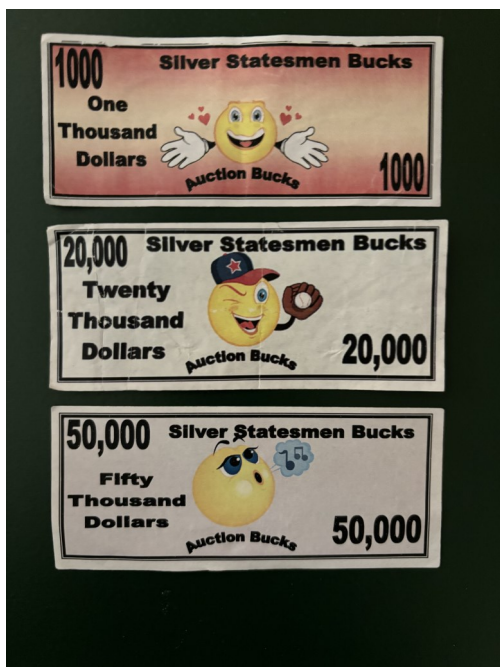 1000 Silver Statesmen Bucks
One
Thousand
Dollars
Auction Bucks
1000
20,000 Silver Statesmen Bucks
Twenty
Thousand
Dollars
Auction Bucks
20,000
50,000 Silver Statesmen Bucks
Fifty
Thousand
Dollars
Auction Bucks
50,000